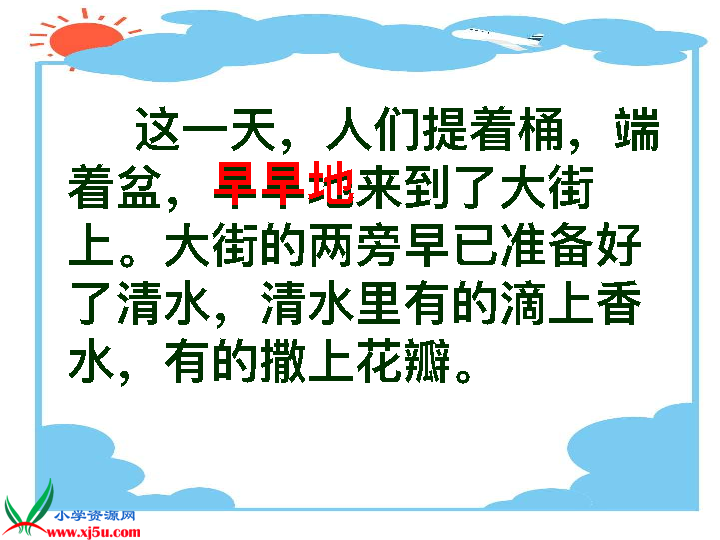 这一天，人们提着桶，端
着盆，早早地来到了大街
上。大街的两旁早已准备好
了清水，清水里有的滴上香
水，有的撒上花瓣。
小学资源网
www.xj5u.com